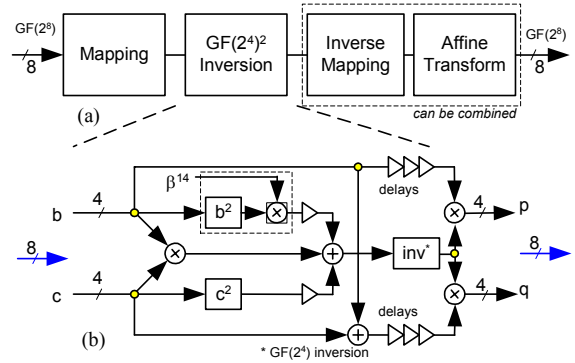 GF(2⁸)
8
Mapping
GF(2⁴)²
Inversion
Inverse
Mapping
Affine
Transform
GF(2⁸)
8
(a)
can be combined
β¹⁴
delays
b
4
b²
×
4
p
×
8
×
+
inv*
8
c
4
c²
×
4
q
delays
+
(b)
* GF(2⁴) inversion